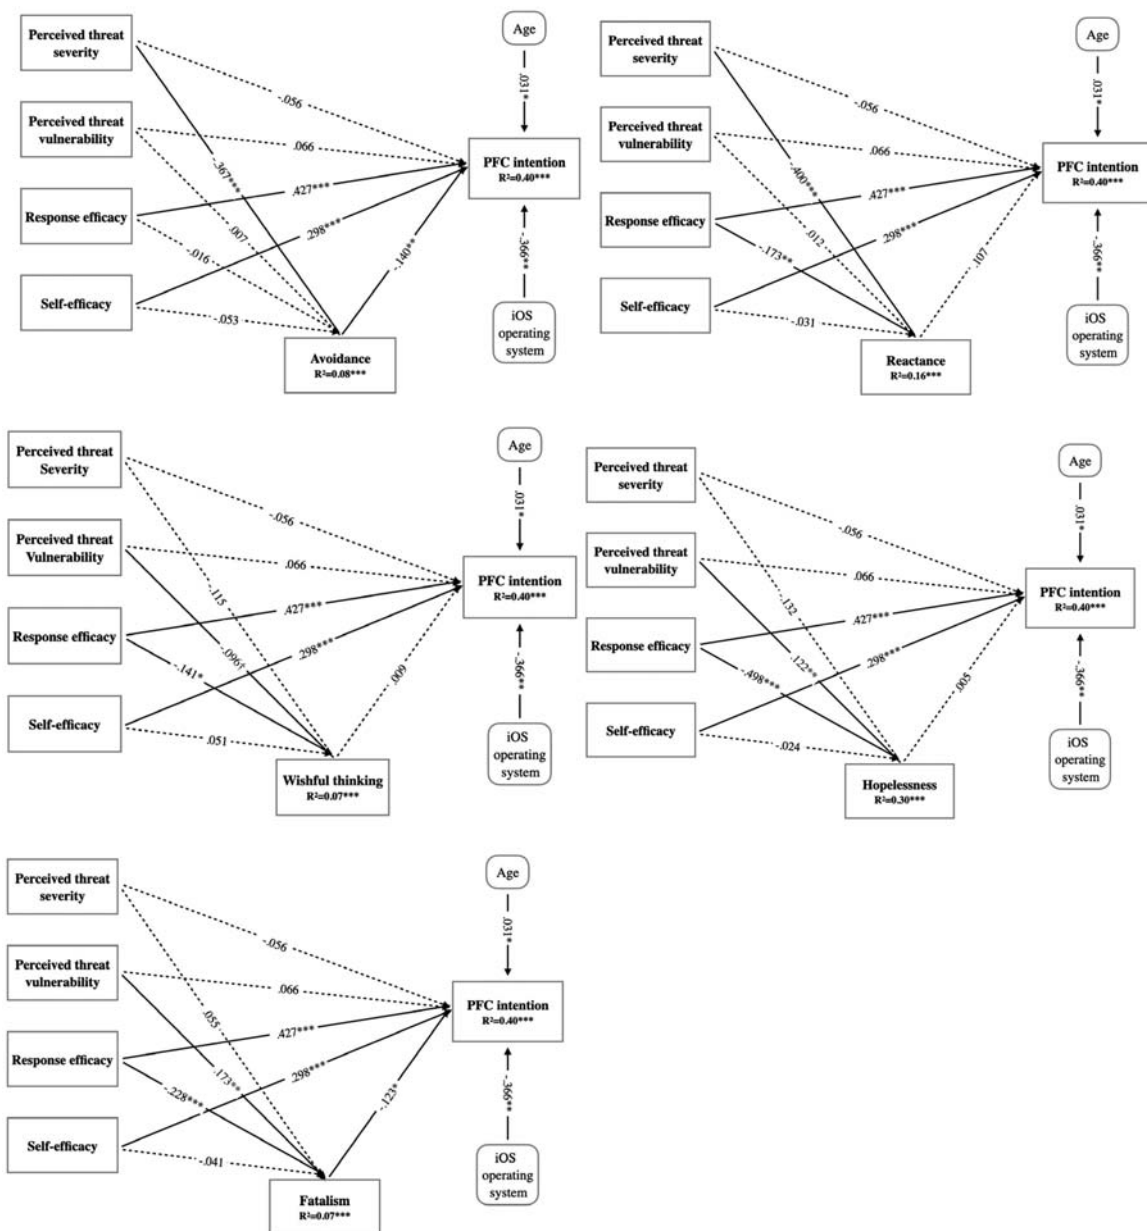 Perceived threat
severity
Perceived threat
vulnerability
Response efficacy
Self-efficacy
Age
.031*
-.056
.066
.427***
.298***
-.367***
.007
-.016
-.053
-.140**
PFC intention
R²=0.40***
-.366**
iOS
operating
system
Avoidance
R²=0.08***
Perceived threat
severity
Perceived threat
vulnerability
Response efficacy
Self-efficacy
Age
.031*
-.056
.066
.427***
.298***
-.400***
.012
-.173**
-.031
.107
PFC intention
R²=0.40***
-.366**
iOS
operating
system
Reactance
R²=0.16***
Perceived threat
Severity
Perceived threat
Vulnerability
Response efficacy
Self-efficacy
Age
.031*
-.056
.066
.427***
.298***
.115
.096†
-.141*
.051
.009
PFC intention
R²=0.40***
-.366**
iOS
operating
system
Wishful thinking
R²=0.07***
Perceived threat
severity
Perceived threat
vulnerability
Response efficacy
Self-efficacy
Age
.031*
-.056
.066
.427***
.298***
.132
.122**
-.498***
-.024
.005
PFC intention
R²=0.40***
-.366**
iOS
operating
system
Hopelessness
R²=0.30***
Perceived threat
severity
Perceived threat
vulnerability
Response efficacy
Self-efficacy
Age
.031*
-.056
.066
.427***
.298***
.055
.173**
-.228***
-.041
-.123*
PFC intention
R²=0.40***
-.366**
iOS
operating
system
Fatalism
R²=0.07***